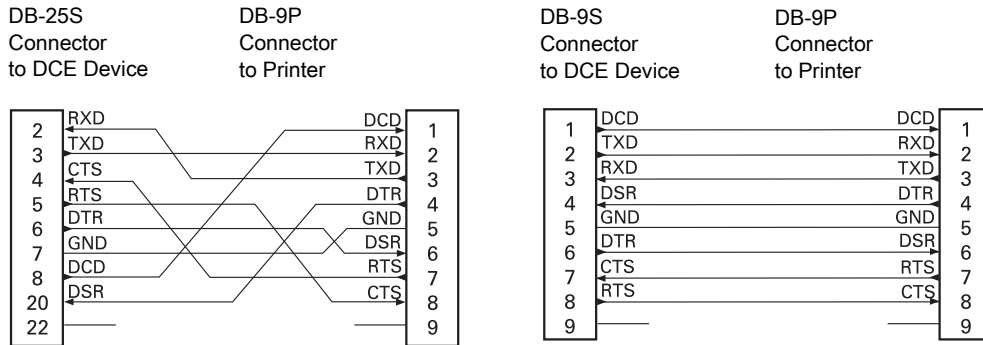 DB-25S
Connector
to DCE Device
DB-9P
Connector
to Printer
2 RXD DCD 1
3 TXD RXD 2
4 CTS TXD 3
5 RTS DTR 4
6 DTR GND 5
7 GND DSR 6
8 DCD RTS 7
20 DSR CTS 8
22 9
DB-9S
Connector
to DCE Device
DB-9P
Connector
to Printer
1 DCD DCD 1
2 TXD RXD 2
3 RXD TXD 3
4 DSR DTR 4
5 GND GND 5
6 DTR DSR 6
7 CTS RTS 7
8 RTS CTS 8
9 9